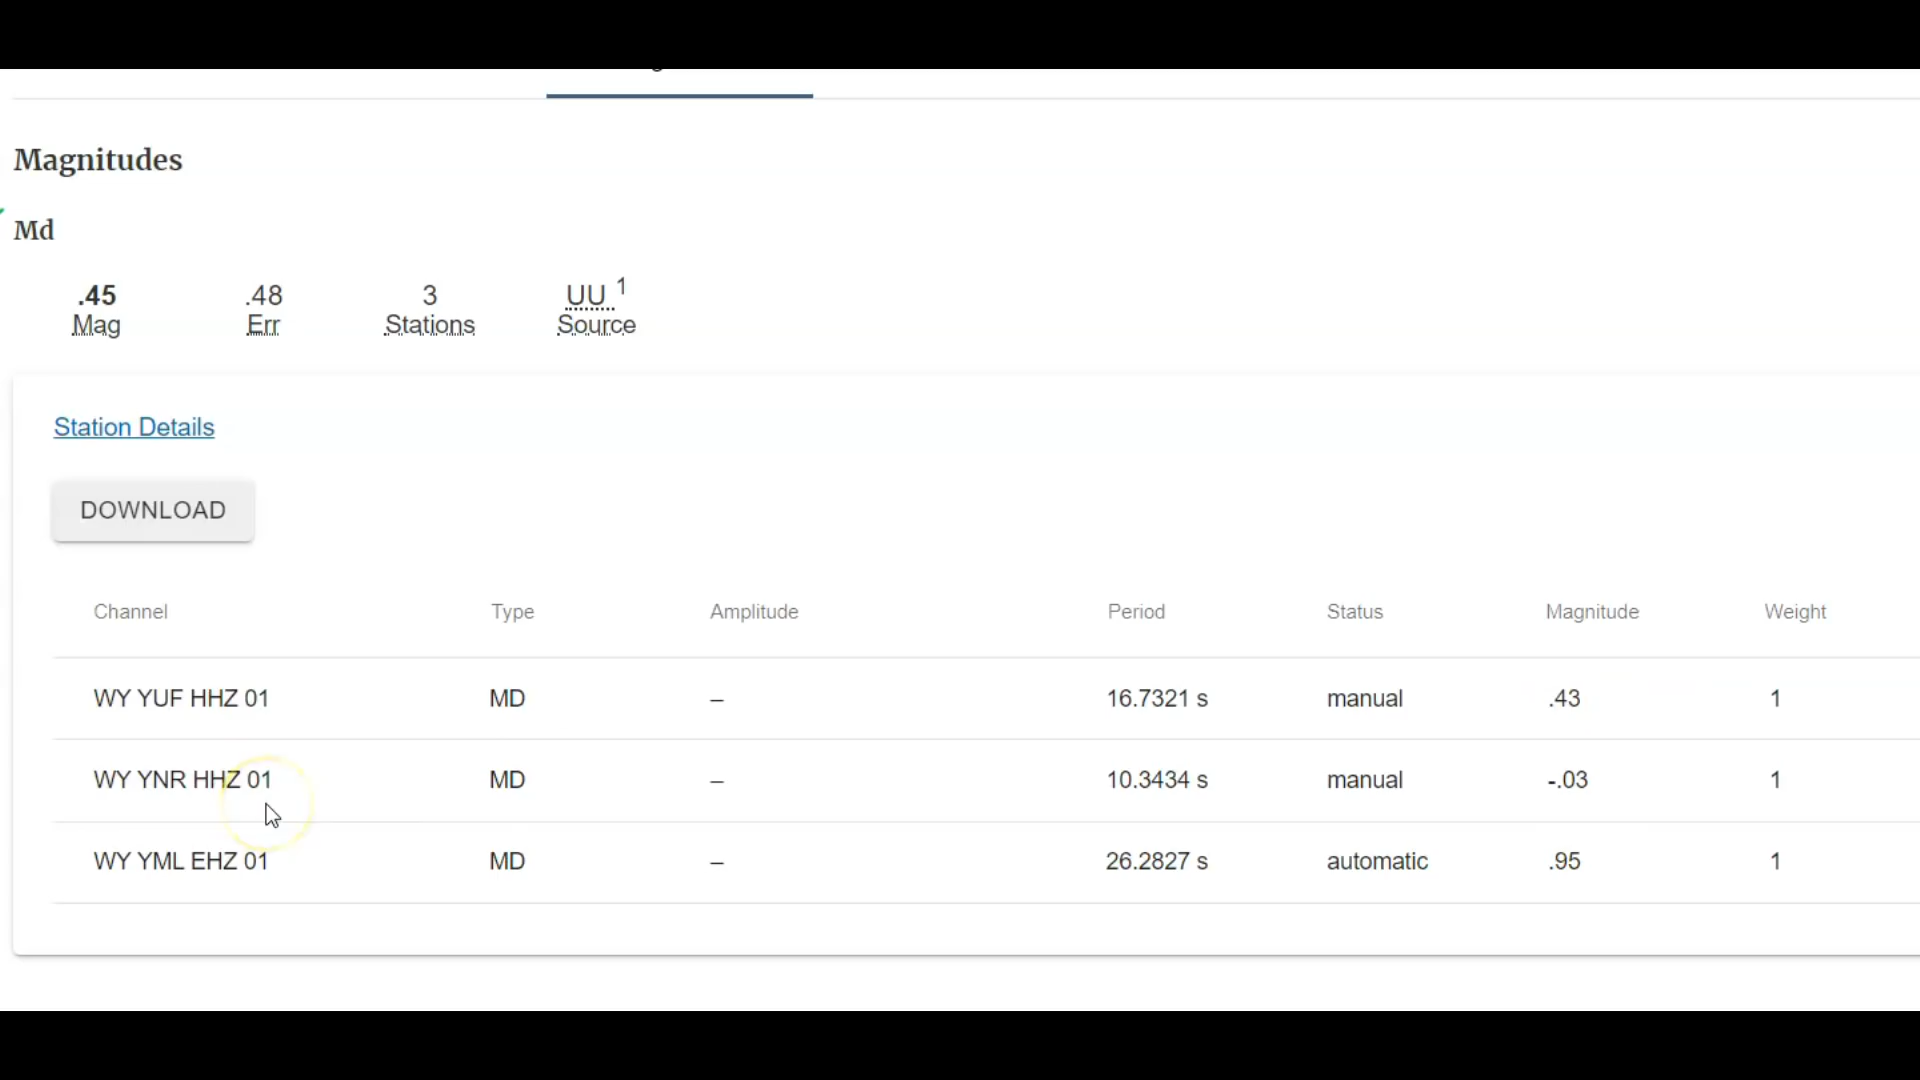 Magnitudes
Md
.45 .48 3 UU 1
Mag Err Stations Source
Station Details
DOWNLOAD
Channel Type Amplitude Period Status Magnitude Weight
WY YUF HHZ 01 MD – 16.7321 s manual .43 1
WY YNR HHZ 01 MD – 10.3434 s manual -.03 1
WY YML EHZ 01 MD – 26.2827 s automatic .95 1